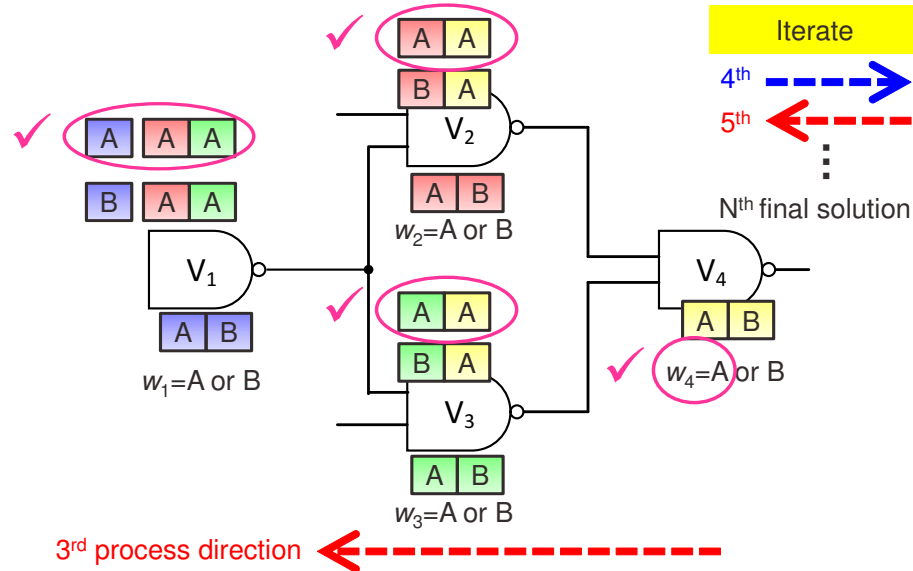 A A
B A
V2
A B
w2=A or B
A A A
B A A
V1
A B
w1=A or B
A A
B A
V3
A B
w3=A or B
V4
A B
w4=A or B
Iterate
4th
5th
⋮
Nth final solution
3rd process direction